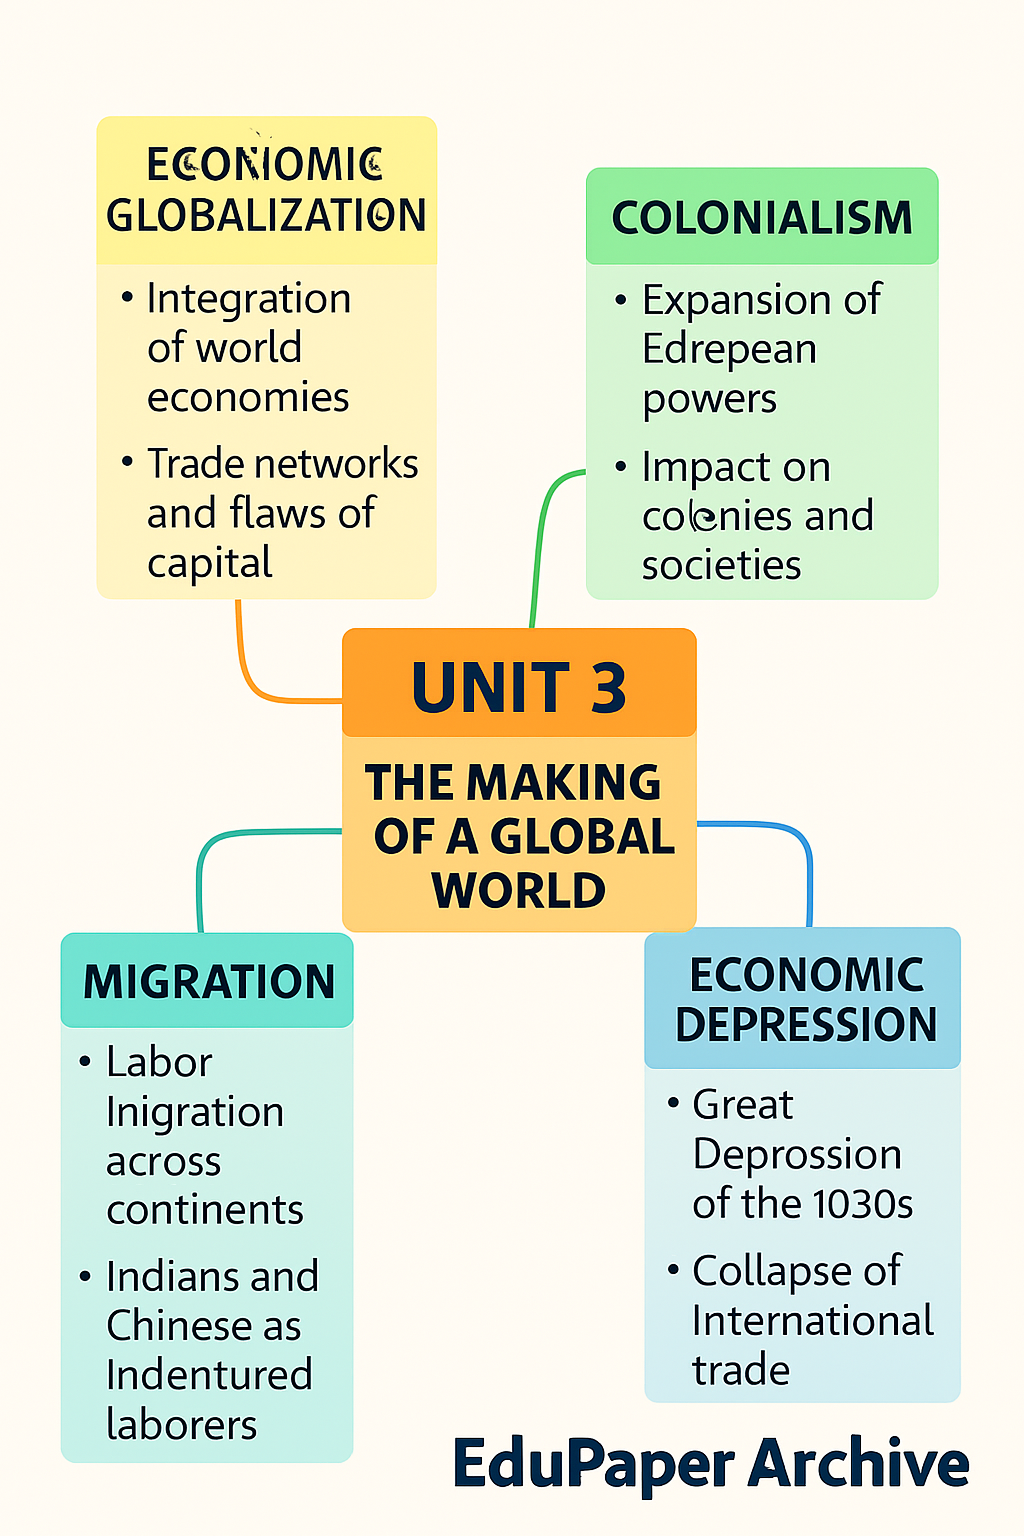 ECONIOMIC
GLOBALIZATION
• Integration
of world
economies
• Trade networks
and flaws of
capital
COLONIALISM
• Expansion of
Edrepean
powers
• Impact on
colonies and
societies
UNIT 3
THE MAKING
OF A GLOBAL
WORLD
MIGRATION
• Labor
Inigration
across
continents
• Indians and
Chinese as
Indentured
laborers
ECONOMIC
DEPRESSION
• Great
Deprossion
of the 1030s
• Collapse of
International
trade
EduPaper Archive